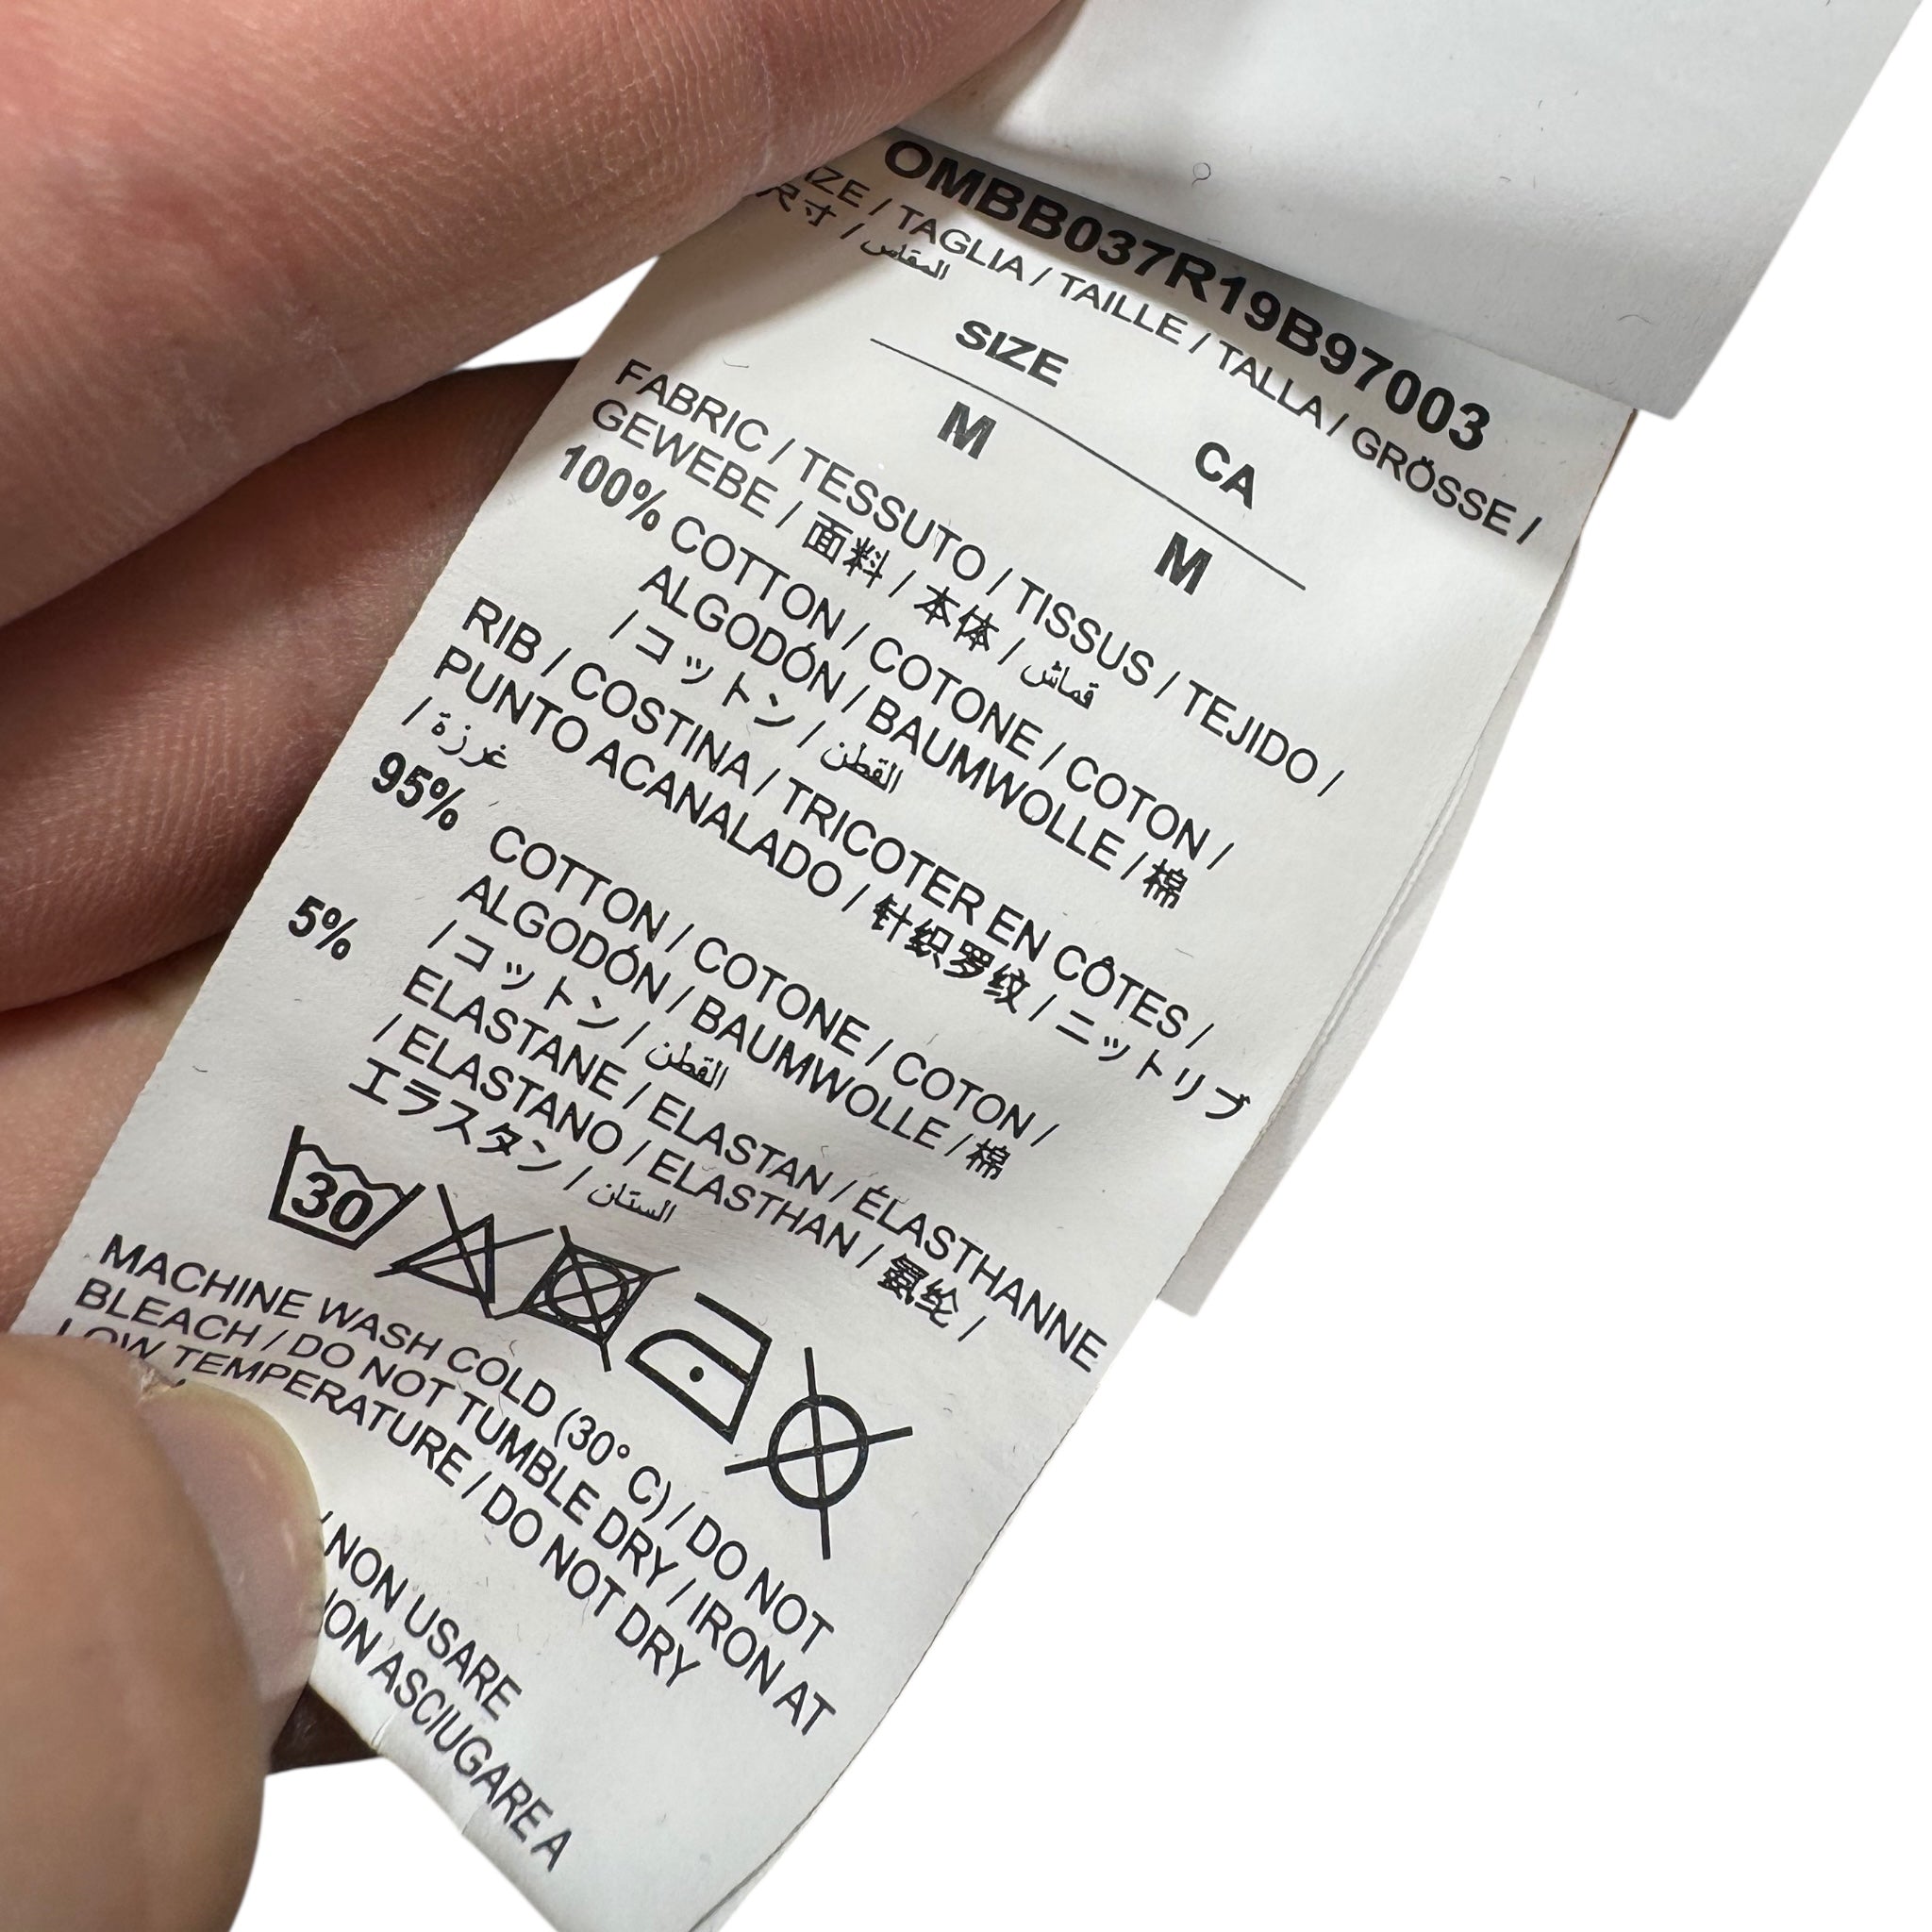 OMBB037R19B97003
/ TAGLIA / TAILLE / TALLA / GRÖSSE /
尺寸 / المقاس
SIZE CA
M M
FABRIC / TESSUTO / TISSUS / TEJIDO /
GEWEBE / 面料 / 本体 / قماش
100% COTTON / COTONE / COTON /
ALGODÓN / BAUMWOLLE / 棉
/ コットン / القطن
RIB / COSTINA / TRICOTER EN CÔTES /
PUNTO ACANALADO / 针织罗纹 / ニットリブ
/ غرزة
95% COTTON / COTONE / COTON /
ALGODÓN / BAUMWOLLE / 棉
/ コットン / القطن
5% ELASTANE / ELASTAN / ÉLASTHANNE
/ ELASTANO / ELASTHAN / 氨纶 /
エラスタン / الستان
30
MACHINE WASH COLD (30° C) / DO NOT
BLEACH / DO NOT TUMBLE DRY / IRON AT
LOW TEMPERATURE / DO NOT DRY
/ NON USARE
NON ASCIUGARE A